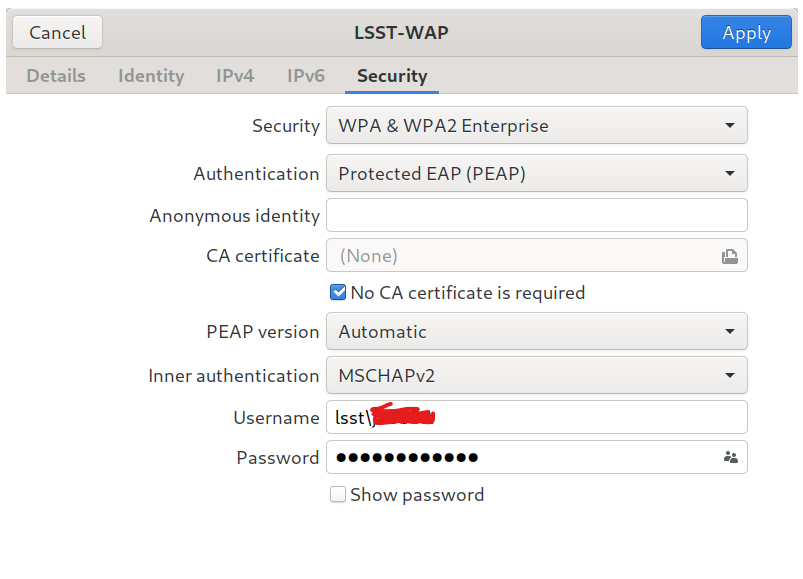 Cancel LSST-WAP Apply
Details Identity IPv4 IPv6 Security
Security WPA & WPA2 Enterprise
Authentication Protected EAP (PEAP)
Anonymous identity
CA certificate (None)
No CA certificate is required
PEAP version Automatic
Inner authentication MSCHAPv2
Username lsst\
Password ●●●●●●●●●●●●
Show password